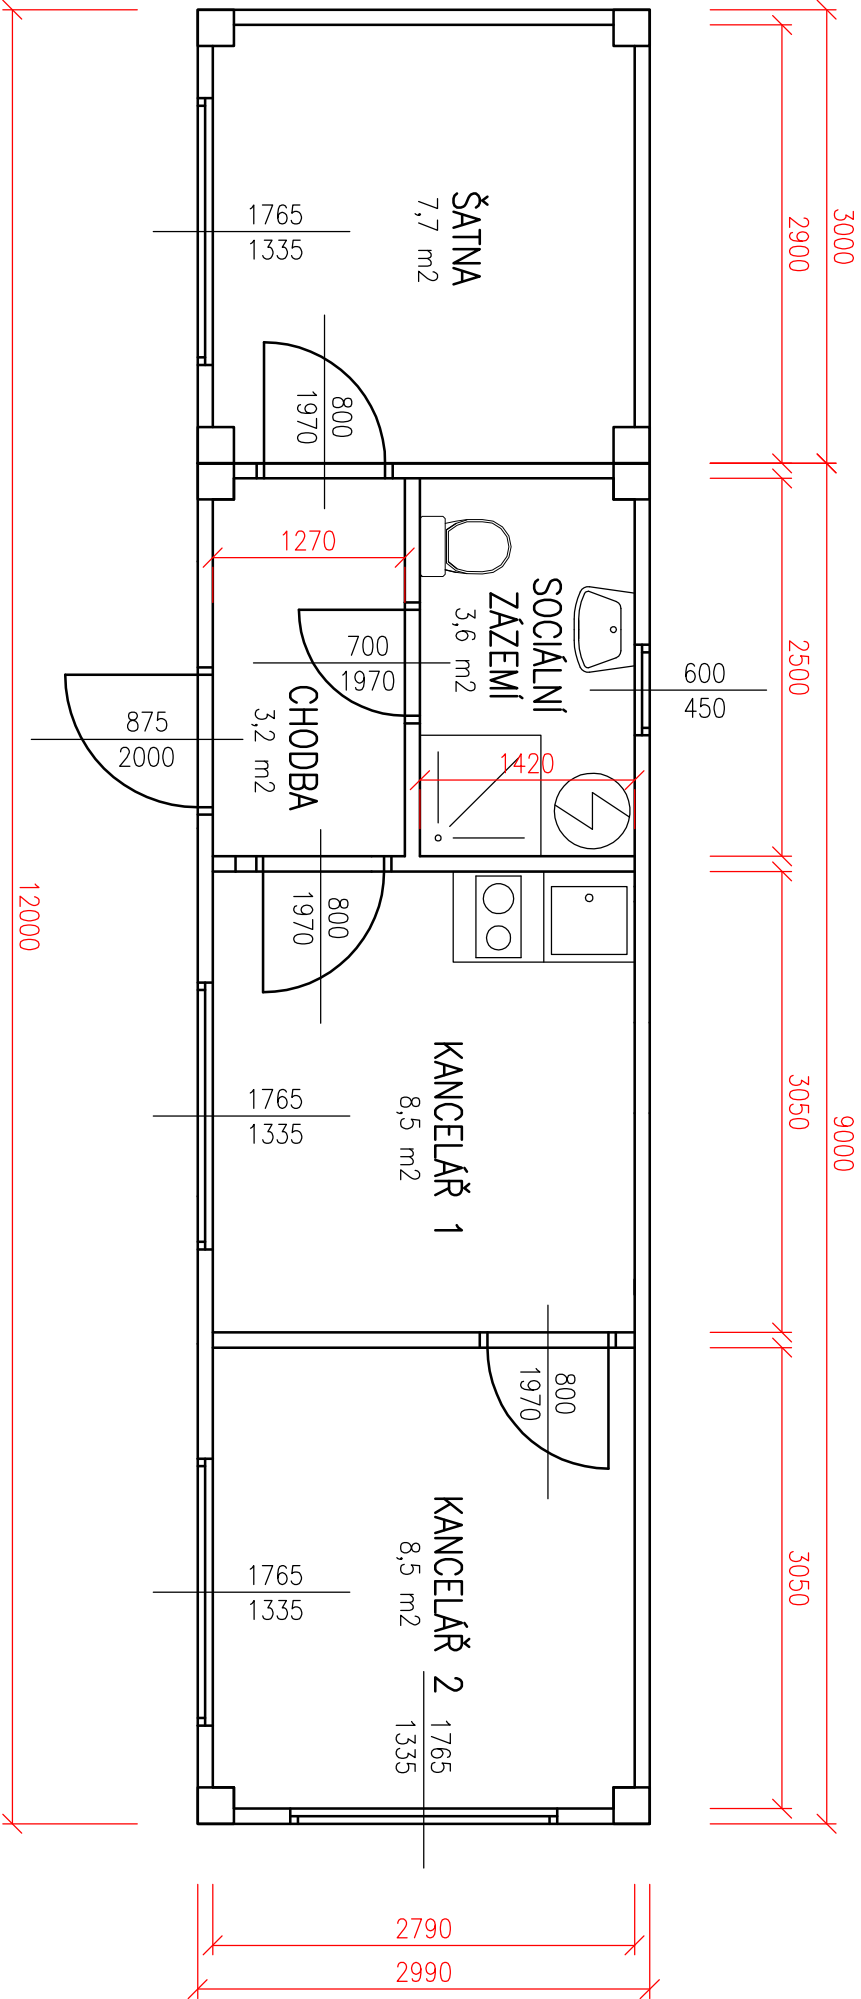 3000
2900
ŠATNA
7,7 m2
1765
1335
800
1970
1270
SOCIÁLNÍ
ZÁZEMÍ
3,6 m2
2500
700
1970
600
450
875
2000
CHODBA
3,2 m2
1420
12000
800
1970
KANCELÁŘ 1
8,5 m2
1765
1335
3050
9000
800
1970
KANCELÁŘ 2
8,5 m2
1765
1335
3050
1765
1335
2790
2990